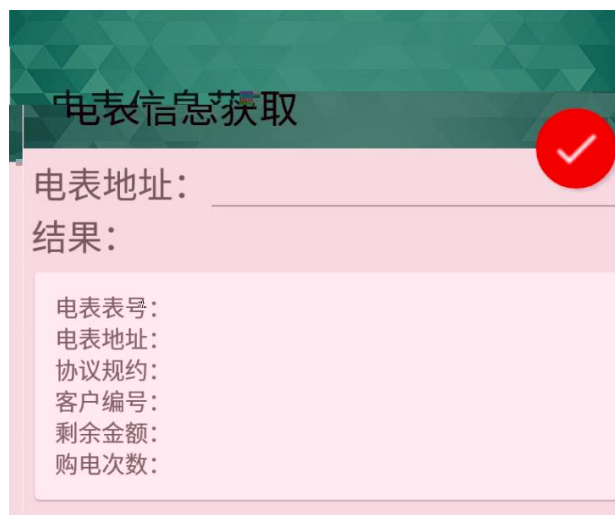 电表信息获取
电表地址：
结果：
电表表号：
电表地址：
协议规约：
客户编号：
剩余金额：
购电次数：